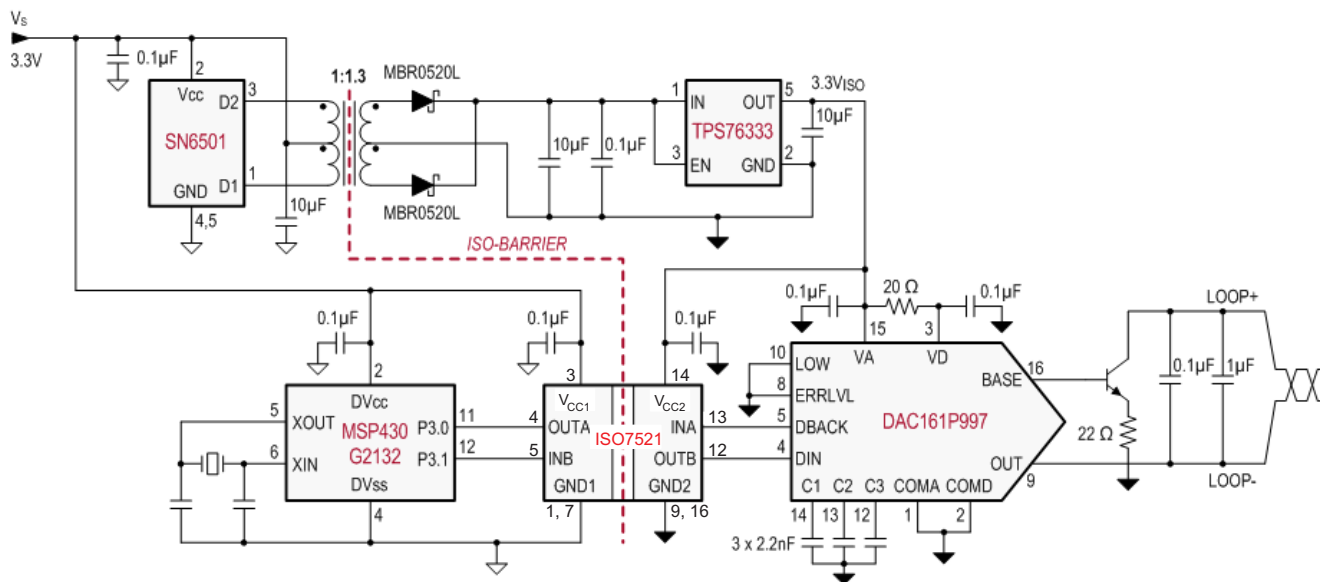 VS
3.3V
0.1µF
2
Vcc
D2
3
SN6501
GND
D1
1
4,5
10µF
1:1.3
MBR0520L
MBR0520L
10µF
0.1µF
1
IN
OUT
5
TPS76333
3
EN
GND
2
3.3VISO
10µF
ISO-BARRIER
0.1µF
2
DVcc
5
XOUT
P3.0
11
MSP430
G2132
6
XIN
P3.1
12
DVss
4
0.1µF
3
VCC1
4
OUTA
5
INB
GND1
1, 7
ISO7521
0.1µF
14
VCC2
INA
13
OUTB
12
GND2
9, 16
0.1µF
20 Ω
0.1µF
15
3
VA
VD
10
LOW
8
ERRLVL
5
DBACK
4
DIN
BASE
16
DAC161P997
OUT
9
C1
C2
C3
COMA
COMD
14
13
12
1
2
3 x 2.2nF
22 Ω
0.1µF
1µF
LOOP+
LOOP-